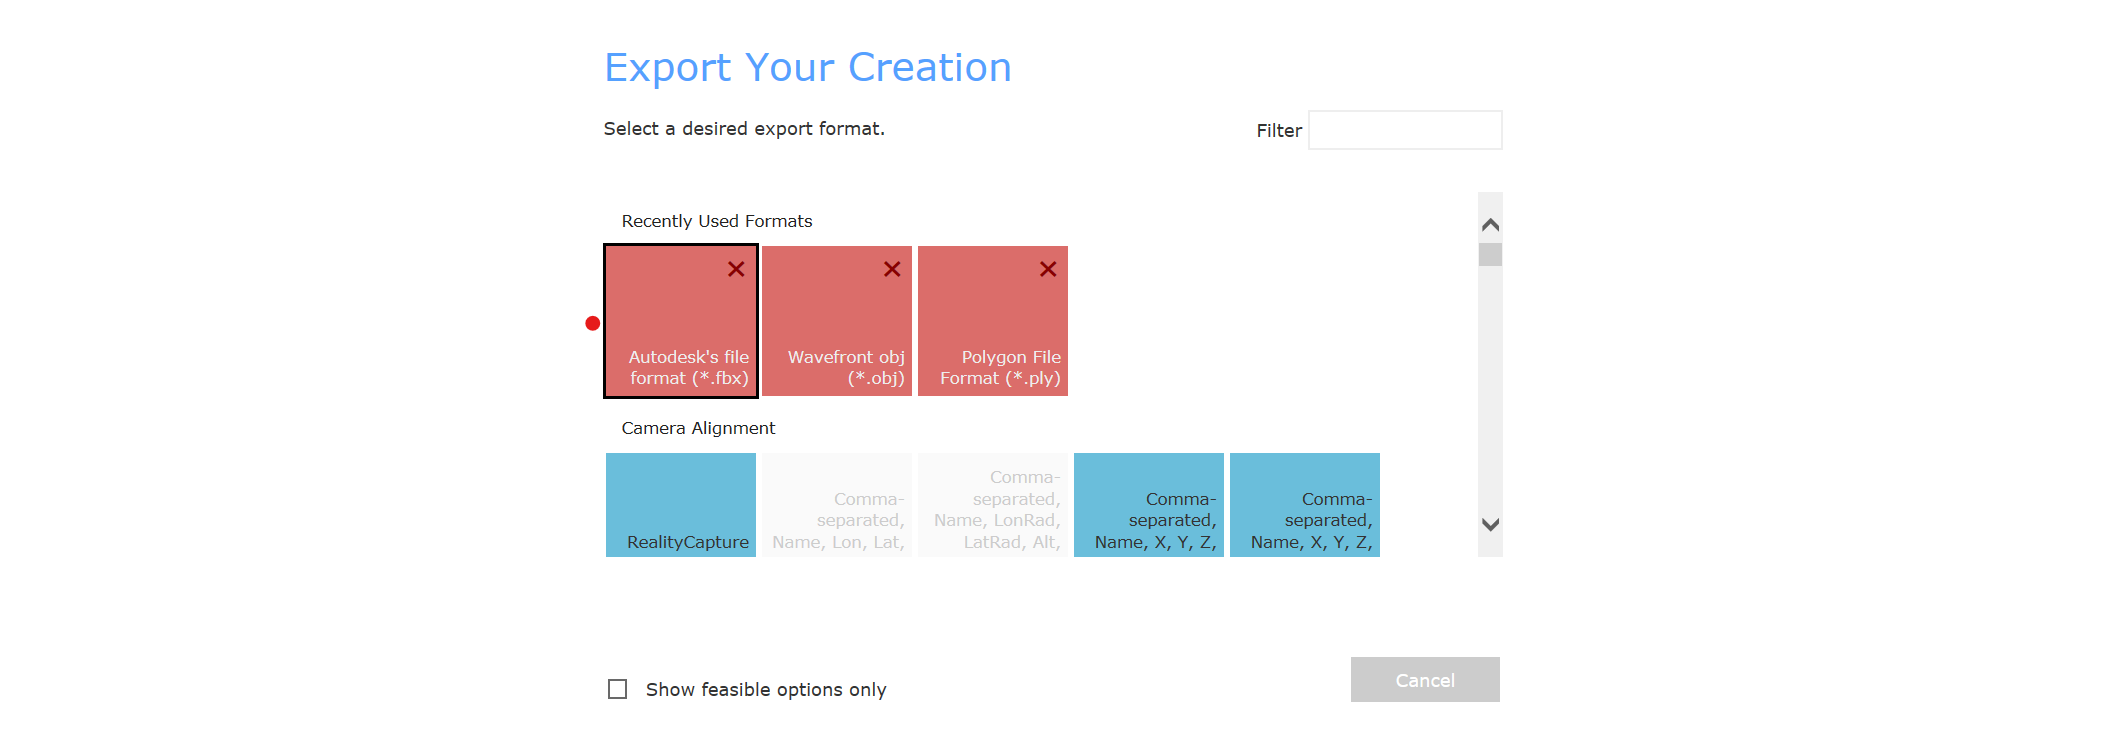 Export Your Creation
Select a desired export format.
Filter
Recently Used Formats
Autodesk's file
format (*.fbx)
Wavefront obj
(*.obj)
Polygon File
Format (*.ply)
Camera Alignment
RealityCapture
Comma-
separated,
Name, Lon, Lat,
Comma-
separated,
Name, LonRad,
LatRad, Alt,
Comma-
separated,
Name, X, Y, Z,
Comma-
separated,
Name, X, Y, Z,
Show feasible options only
Cancel